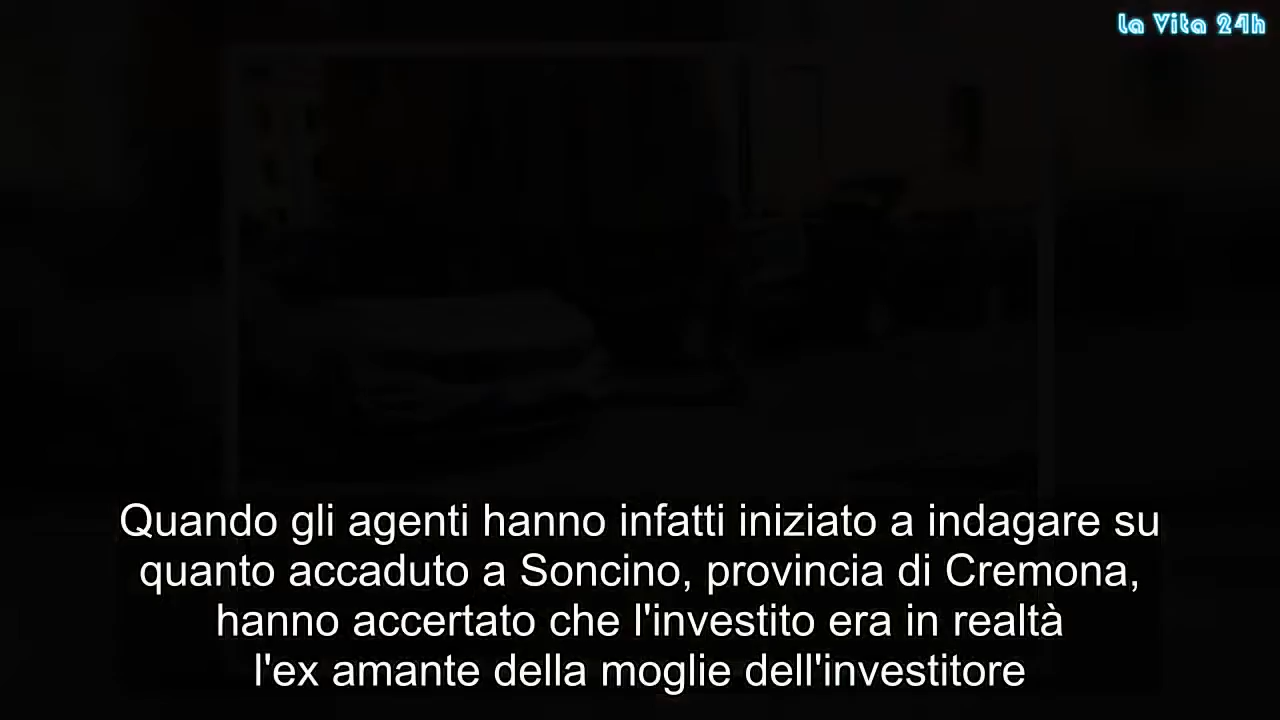 La Vita 24h
Quando gli agenti hanno infatti iniziato a indagare su
quanto accaduto a Soncino, provincia di Cremona,
hanno accertato che l'investito era in realtà
l'ex amante della moglie dell'investitore